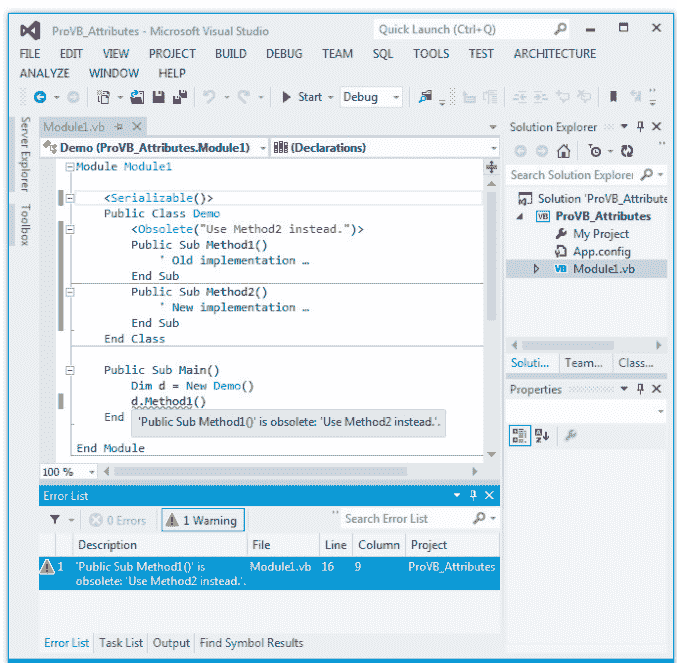 ProVB_Attributes - Microsoft Visual Studio
Quick Launch (Ctrl+Q)
FILE EDIT VIEW PROJECT BUILD DEBUG TEAM SQL TOOLS TEST ARCHITECTURE
ANALYZE WINDOW HELP
Start Debug
Server Explorer
Toolbox
Module1.vb
Demo (ProVB_Attributes.Module1) (Declarations)
Module Module1
<Serializable()>
Public Class Demo
<Obsolete("Use Method2 instead.")>
Public Sub Method1()
' Old implementation …
End Sub
Public Sub Method2()
' New implementation …
End Sub
End Class
Public Sub Main()
Dim d = New Demo()
d.Method1()
End
'Public Sub Method1()' is obsolete: 'Use Method2 instead.'.
End Module
100 %
Solution Explorer
Search Solution Explorer
Solution 'ProVB_Attribute
VB ProVB_Attributes
My Project
App.config
VB Module1.vb
Soluti... Team... Class...
Properties
Error List
0 Errors 1 Warning Search Error List
Description File Line Column Project
1 'Public Sub Method1()' is Module1.vb 16 9 ProVB_Attributes
obsolete: 'Use Method2 instead.'.
Error List Task List Output Find Symbol Results